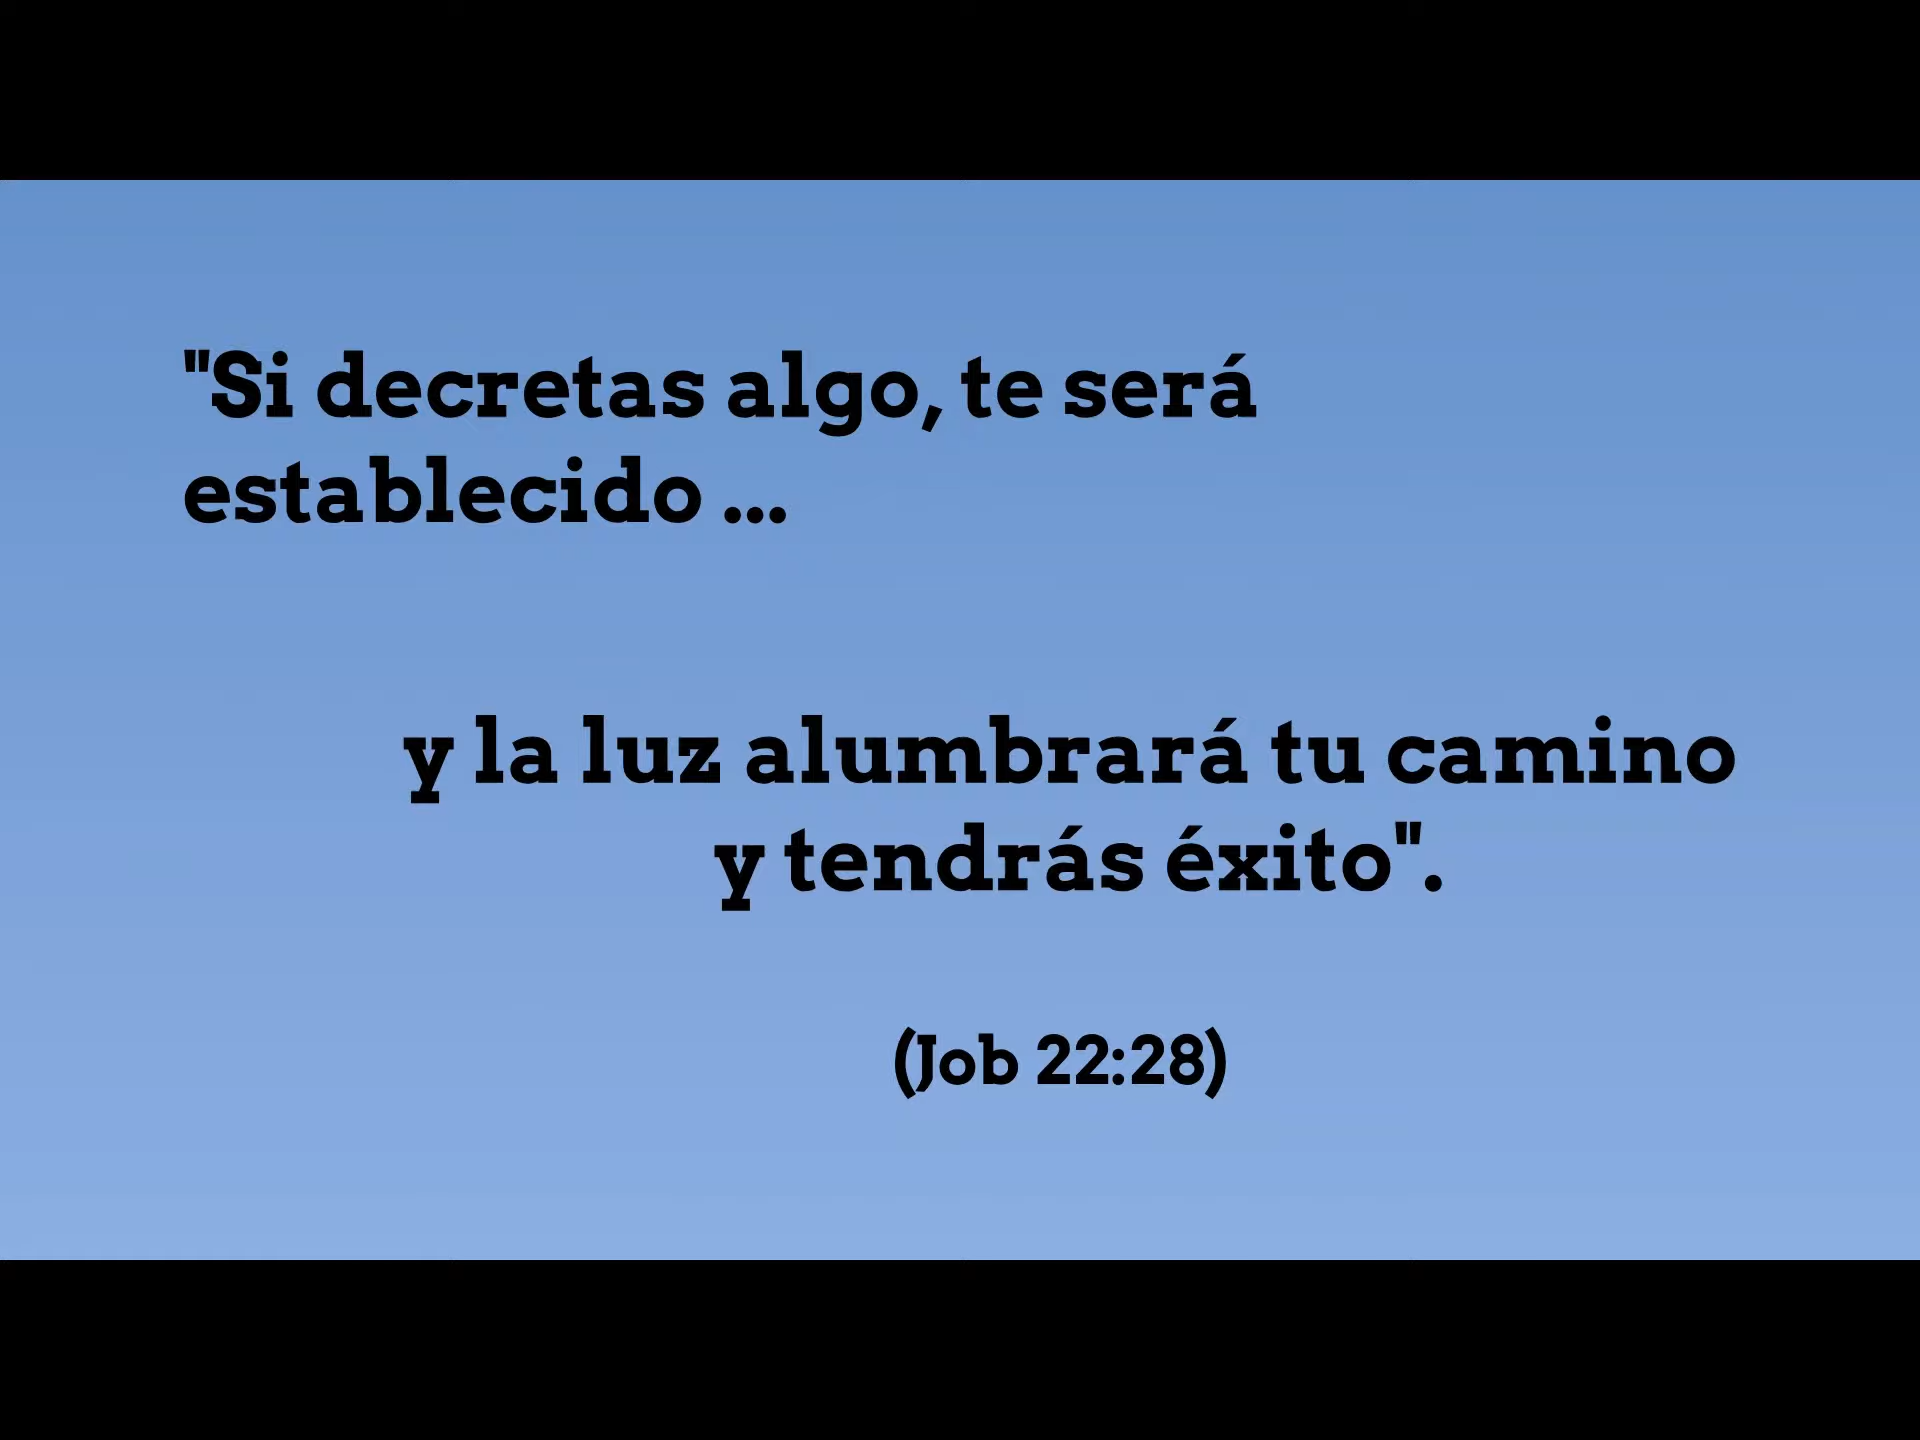 "Si decretas algo, te será
establecido ...
y la luz alumbrará tu camino
y tendrás éxito".
(Job 22:28)